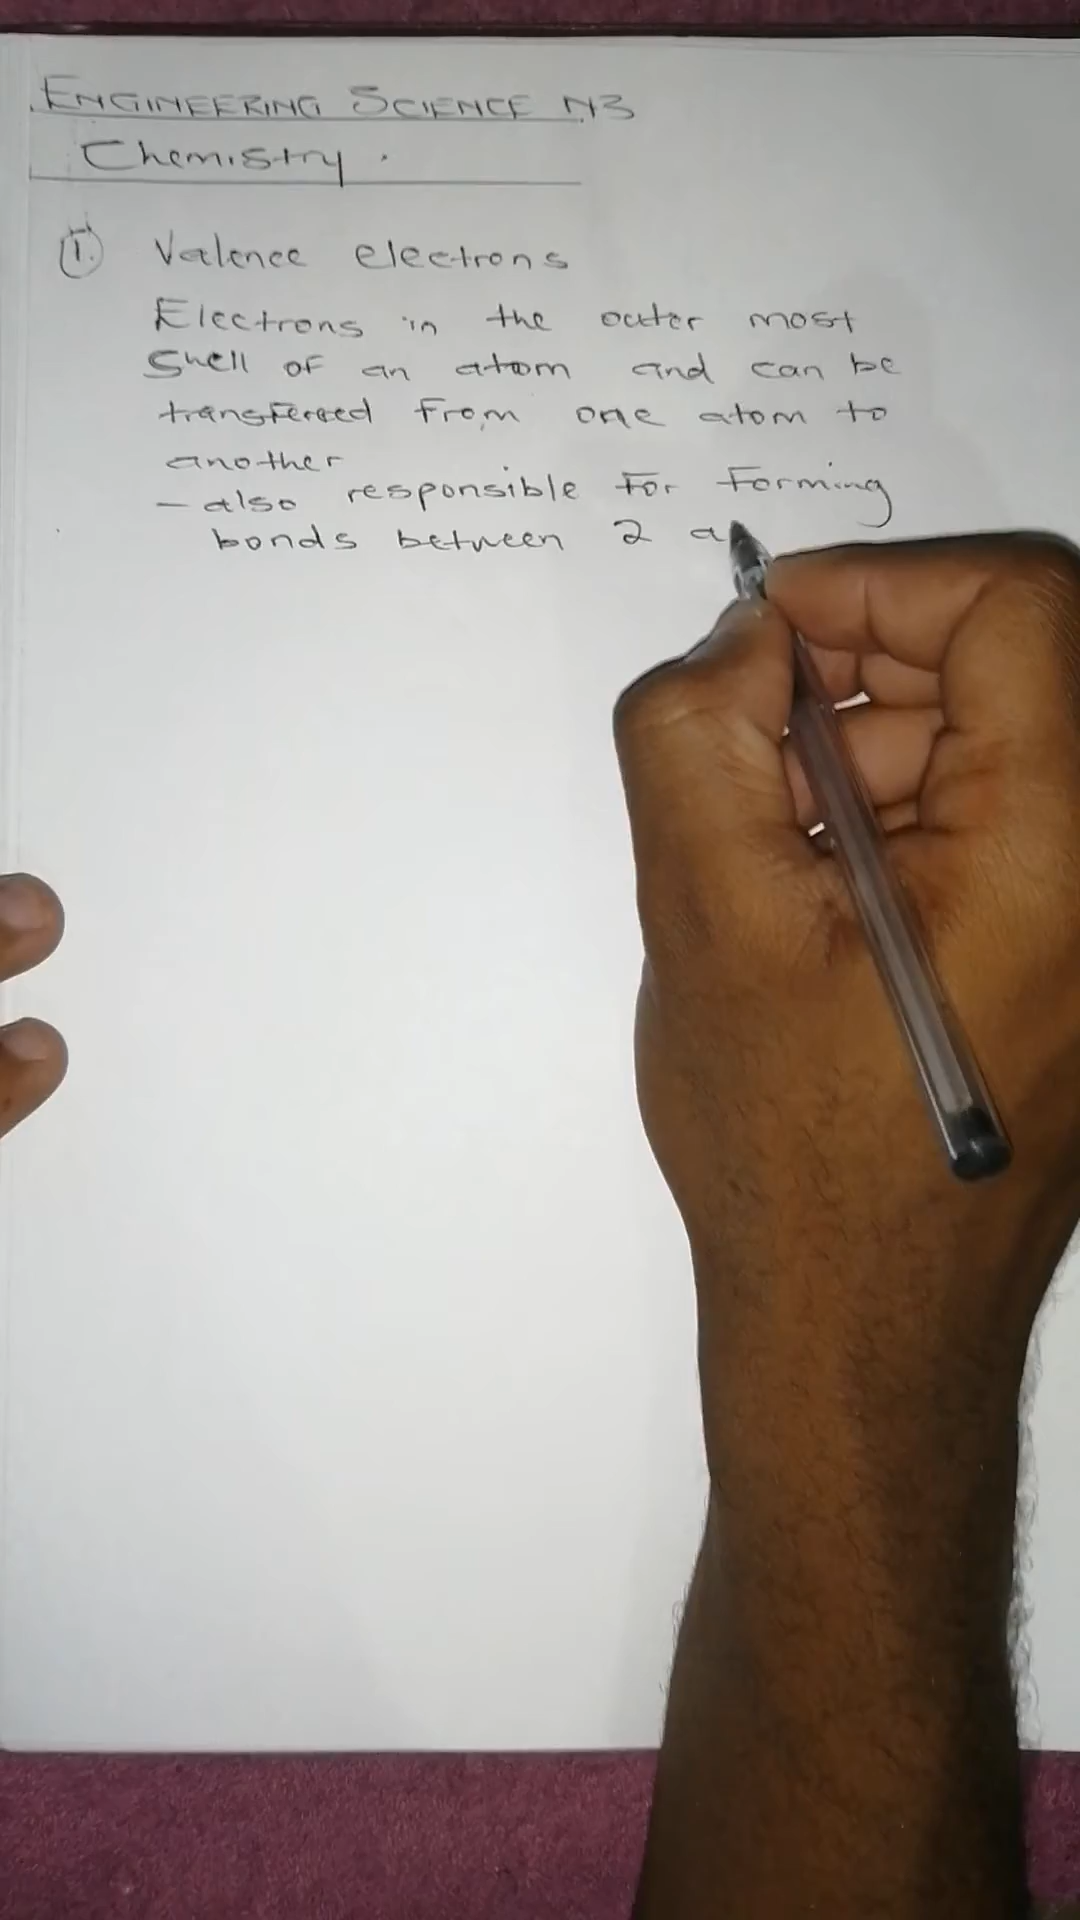 ENGINEERING SCIENCE N3
Chemistry.
1. Valence electrons
Electrons in the outer most
Shell of an atom and can be
transfered from one atom to
another
- also responsible for forming
bonds between 2 a